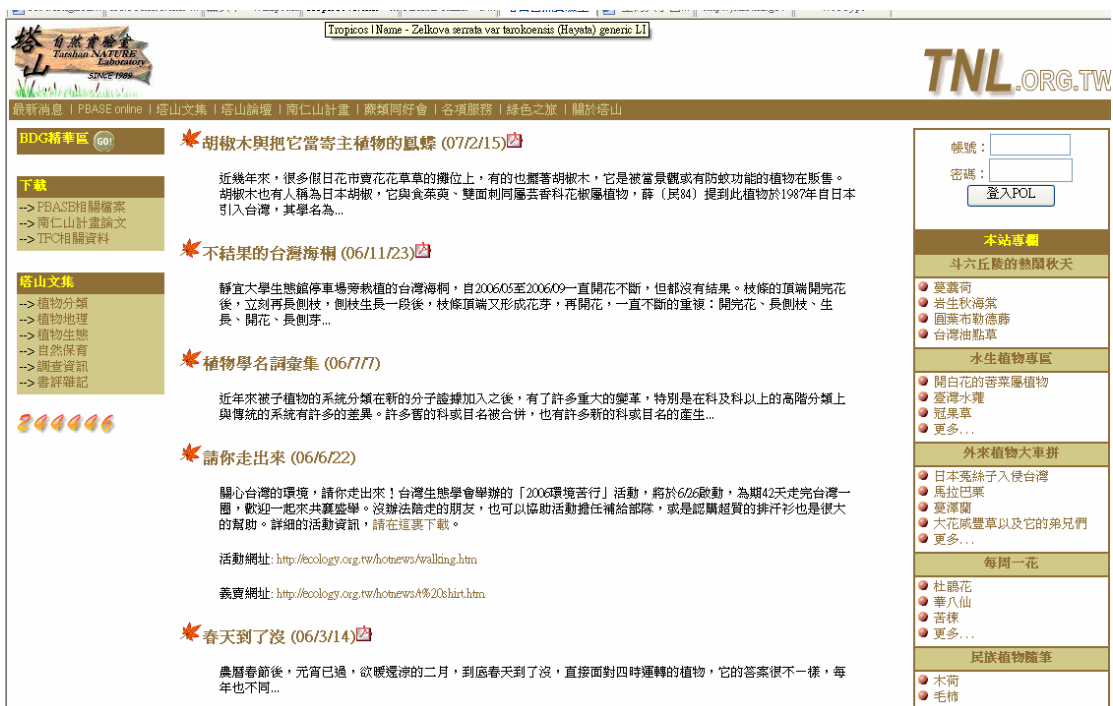 Tropicos | Name - Zelkova serrata var tarokoensis (Hayata) generic LI
塔山
自然實驗室
Tarshan NATURE
Laboratory
SINCE 1989
TNL.ORG.TW
最新消息 | PBASE online | 塔山文集 | 塔山論壇 | 南仁山計畫 | 蕨類同好會 | 各項服務 | 綠色之旅 | 關於塔山
BDG精華區 GO!
下載
-->PBASE相關檔案
-->南仁山計畫論文
-->TFC相關資料
塔山文集
-->植物分類
-->植物地理
-->植物生態
-->自然保育
-->調查資訊
-->書評雜記
244446
胡椒木與把它當寄主植物的鳳蝶 (07/2/15)
近幾年來，很多假日花市賣花花草草的攤位上，有的也擺著胡椒木，它是被當景觀或有防蚊功能的植物在販售。
胡椒木也有人稱為日本胡椒，它與食茱萸、雙面刺同屬芸香科花椒屬植物，薛〔民84〕提到此植物於1987年自日本
引入台灣，其學名為...
不結果的台灣海桐 (06/11/23)
靜宜大學生態館停車場旁栽植的台灣海桐，自2006/05至2006/09一直開花不斷，但都沒有結果。枝條的頂端開完花
後，立刻再長側枝，側枝生長一段後，枝條頂端又形成花芽，再開花，一直不斷的重複：開完花、長側枝、生
長、開花、長側芽...
植物學名詞彙集 (06/7/7)
近年來被子植物的系統分類在新的分子證據加入之後，有了許多重大的變革，特別是在科及科以上的高階分類上
與傳統的系統有許多的差異。許多舊的科或目名被合併，也有許多新的科或目名的產生...
請你走出來 (06/6/22)
關心台灣的環境，請你走出來！台灣生態學會舉辦的「2006環境苦行」活動，將於6/26啟動，為期42天走完台灣一
圈，歡迎一起來共襄盛舉。沒辦法陪走的朋友，也可以協助活動擔任補給部隊，或是認購超質的排汗衫也是很大
的幫助。詳細的活動資訊，請在這裏下載。
活動網址: http://ecology.org.tw/hotnews/walking.htm
義賣網址: http://ecology.org.tw/hotnews/t%20shirt.htm
春天到了沒 (06/3/14)
農曆春節後，元宵已過，欲暖還涼的二月，到底春天到了沒，直接面對四時運轉的植物，它的答案很不一樣，每
年也不同...
帳號：
密碼：
登入POL
本站專欄
斗六丘陵的熱鬧秋天
蘘荷
岩生秋海棠
圓葉布勒德藤
台灣油點草
水生植物專區
開白花的莕菜屬植物
臺灣水蕹
冠果草
更多...
外來植物大車拼
日本菟絲子入侵台灣
馬拉巴栗
蔓澤蘭
大花咸豐草以及它的弟兄們
更多...
每周一花
杜鵑花
華八仙
苦楝
更多...
民族植物隨筆
木荷
毛柿